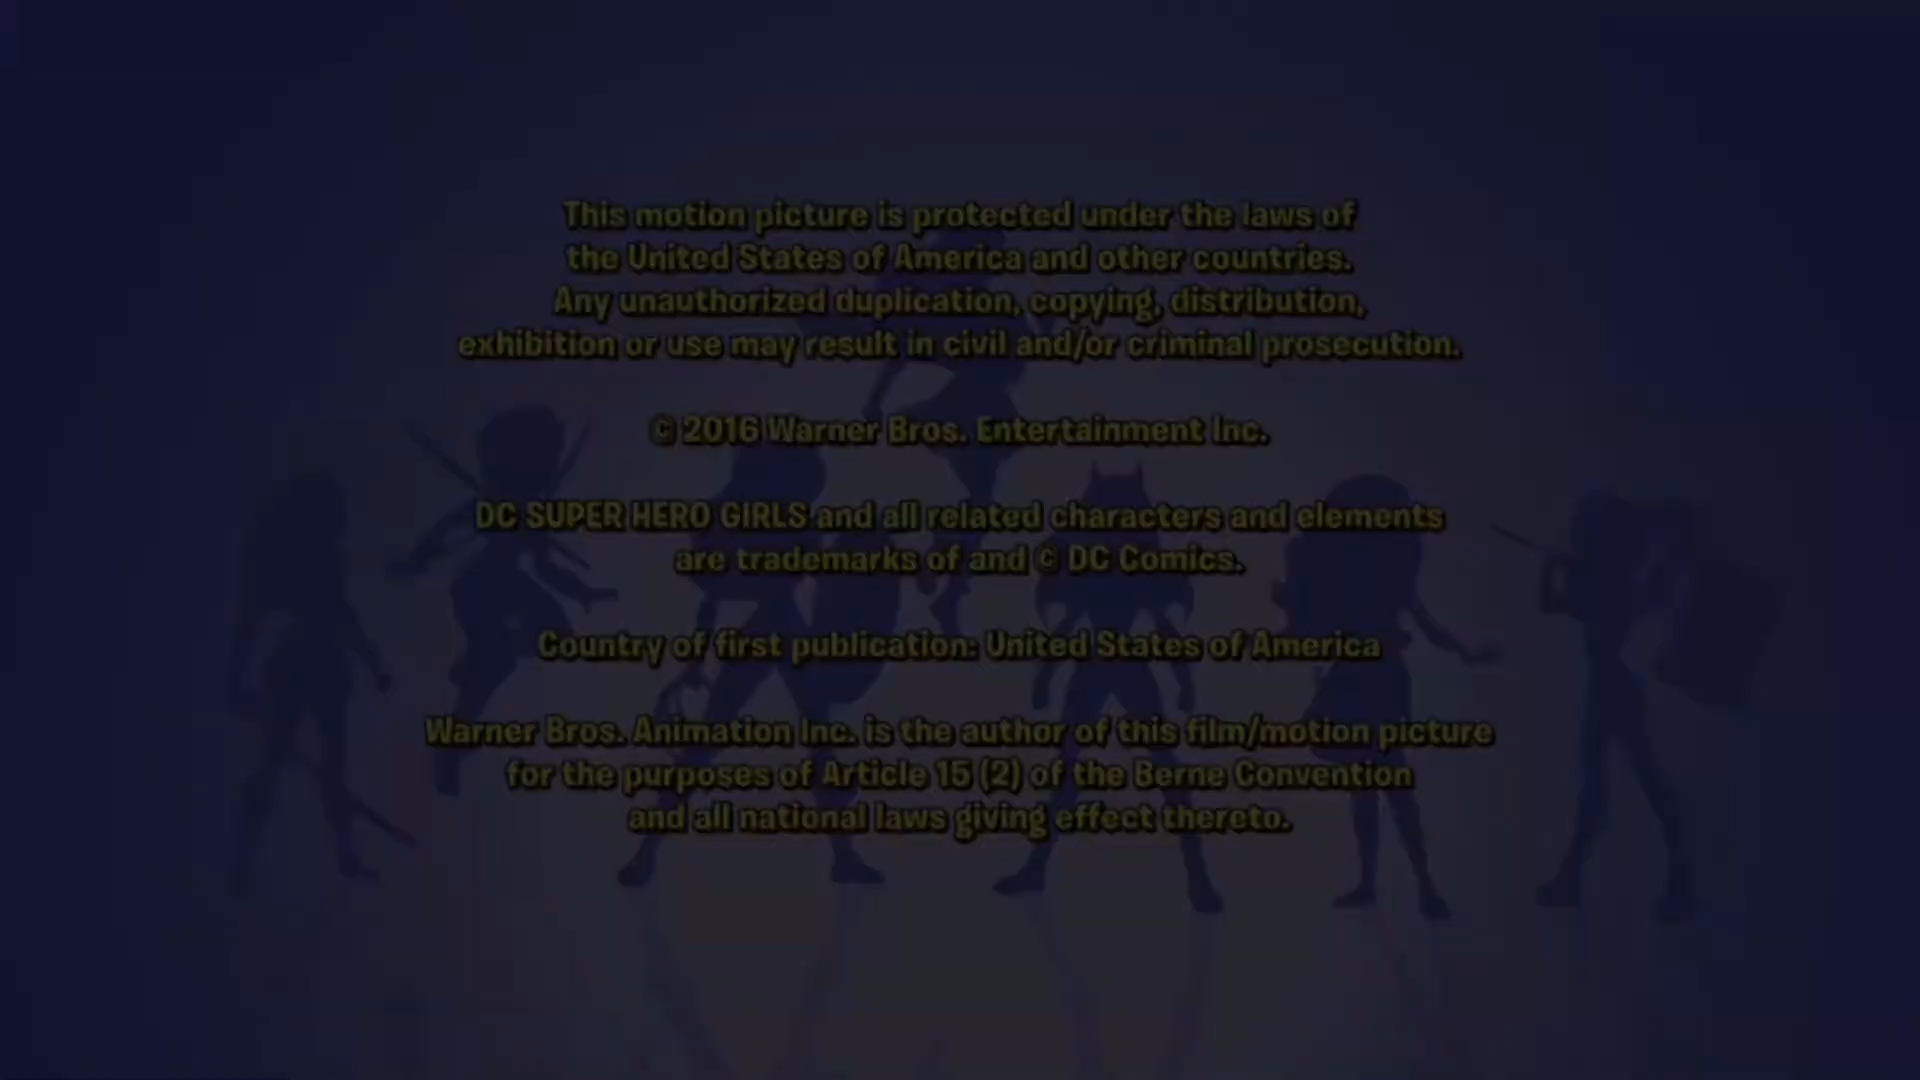 This motion picture is protected under the laws of
the United States of America and other countries.
Any unauthorized duplication, copying, distribution,
exhibition or use may result in civil and/or criminal prosecution.
© 2016 Warner Bros. Entertainment Inc.
DC SUPER HERO GIRLS and all related characters and elements
are trademarks of and © DC Comics.
Country of first publication: United States of America
Warner Bros. Animation Inc. is the author of this film/motion picture
for the purposes of Article 15 (2) of the Berne Convention
and all national laws giving effect thereto.